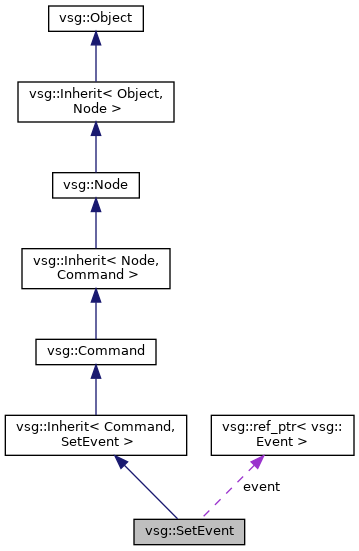 vsg::Object
vsg::Inherit< Object,
Node >
vsg::Node
vsg::Inherit< Node,
Command >
vsg::Command
vsg::Inherit< Command,
SetEvent >
vsg::ref_ptr< vsg::
Event >
event
vsg::SetEvent